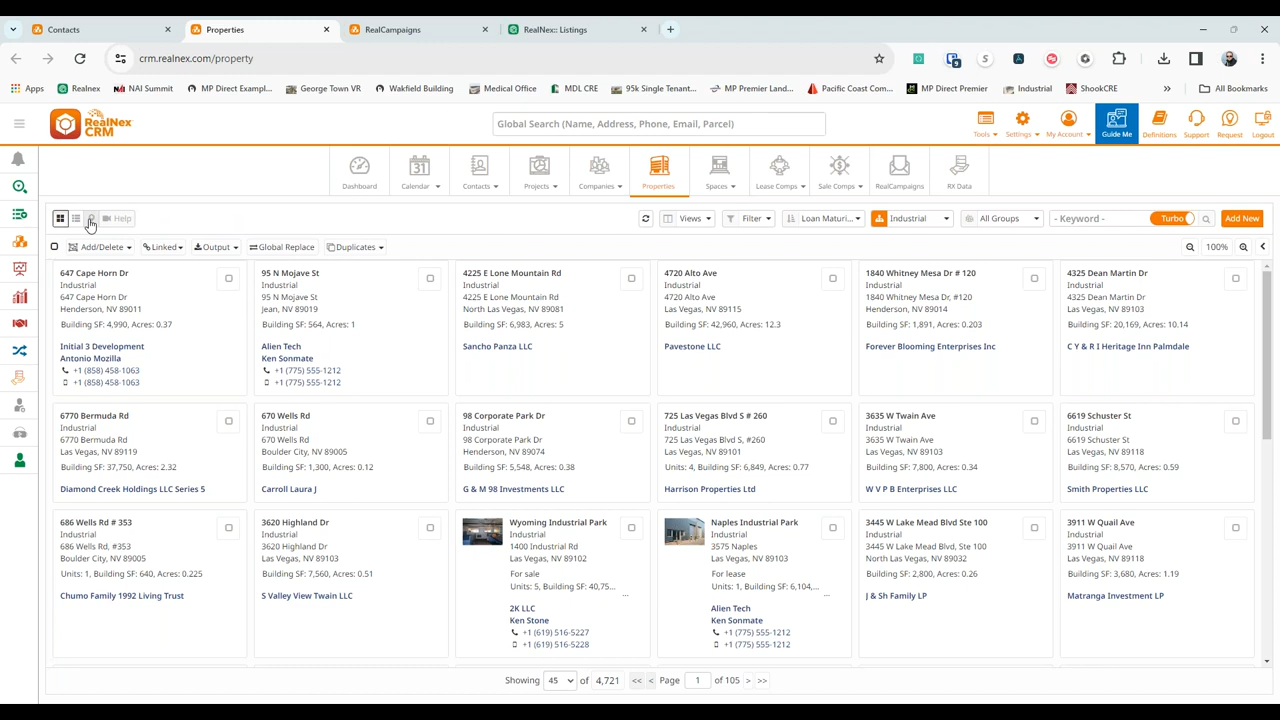 Contacts
Properties
RealCampaigns
RealNex:: Listings
crm.realnex.com/property
9
S
Apps
Realnex
NAI Summit
MP Direct Exampl...
George Town VR
Wakfield Building
Medical Office
MDL CRE
95k Single Tenant...
MP Premier Land...
Pacific Coast Com...
MP Direct Premier
Industrial
ShookCRE
»
All Bookmarks
RealNex
CRM
Global Search (Name, Address, Phone, Email, Parcel)
Tools
Settings
My Account
Guide Me
Definitions
Support
Request
Logout
Dashboard
31
Calendar
Contacts
Projects
Companies
Properties
Spaces
Lease Comps
Sale Comps
RealCampaigns
RX Data
Help
Views
Filter
Loan Maturi...
Industrial
All Groups
- Keyword -
Turbo
Add New
Add/Delete
Linked
Output
Global Replace
Duplicates
100%
647 Cape Horn Dr
Industrial
647 Cape Horn Dr
Henderson, NV 89011
Building SF: 4,990, Acres: 0.37
Initial 3 Development
Antonio Mozilla
+1 (858) 458-1063
+1 (858) 458-1063
95 N Mojave St
Industrial
95 N Mojave St
Jean, NV 89019
Building SF: 564, Acres: 1
Alien Tech
Ken Sonmate
+1 (775) 555-1212
+1 (775) 555-1212
4225 E Lone Mountain Rd
Industrial
4225 E Lone Mountain Rd
North Las Vegas, NV 89081
Building SF: 6,983, Acres: 5
Sancho Panza LLC
4720 Alto Ave
Industrial
4720 Alto Ave
Las Vegas, NV 89115
Building SF: 42,960, Acres: 12.3
Pavestone LLC
1840 Whitney Mesa Dr # 120
Industrial
1840 Whitney Mesa Dr, #120
Henderson, NV 89014
Building SF: 1,891, Acres: 0.203
Forever Blooming Enterprises Inc
4325 Dean Martin Dr
Industrial
4325 Dean Martin Dr
Las Vegas, NV 89103
Building SF: 20,169, Acres: 10.14
C Y & R I Heritage Inn Palmdale
6770 Bermuda Rd
Industrial
6770 Bermuda Rd
Las Vegas, NV 89119
Building SF: 37,750, Acres: 2.32
Diamond Creek Holdings LLC Series 5
670 Wells Rd
Industrial
670 Wells Rd
Boulder City, NV 89005
Building SF: 1,300, Acres: 0.12
Carroll Laura J
98 Corporate Park Dr
Industrial
98 Corporate Park Dr
Henderson, NV 89074
Building SF: 5,548, Acres: 0.38
G & M 98 Investments LLC
725 Las Vegas Blvd S # 260
Industrial
725 Las Vegas Blvd S, #260
Las Vegas, NV 89101
Units: 4, Building SF: 6,849, Acres: 0.77
Harrison Properties Ltd
3635 W Twain Ave
Industrial
3635 W Twain Ave
Las Vegas, NV 89103
Building SF: 7,800, Acres: 0.34
W V P B Enterprises LLC
6619 Schuster St
Industrial
6619 Schuster St
Las Vegas, NV 89118
Building SF: 8,570, Acres: 0.59
Smith Properties LLC
686 Wells Rd # 353
Industrial
686 Wells Rd, #353
Boulder City, NV 89005
Units: 1, Building SF: 640, Acres: 0.225
Chumo Family 1992 Living Trust
3620 Highland Dr
Industrial
3620 Highland Dr
Las Vegas, NV 89103
Building SF: 7,560, Acres: 0.51
S Valley View Twain LLC
Wyoming Industrial Park
Industrial
1400 Industrial Rd
Las Vegas, NV 89102
For sale
Units: 5, Building SF: 40,75...
...
2K LLC
Ken Stone
+1 (619) 516-5227
+1 (619) 516-5228
Naples Industrial Park
Industrial
3575 Naples
Las Vegas, NV 89103
For lease
Units: 1, Building SF: 6,104,...
...
Alien Tech
Ken Sonmate
+1 (775) 555-1212
+1 (775) 555-1212
3445 W Lake Mead Blvd Ste 100
Industrial
3445 W Lake Mead Blvd, Ste 100
North Las Vegas, NV 89032
Building SF: 2,800, Acres: 0.26
J & Sh Family LP
3911 W Quail Ave
Industrial
3911 W Quail Ave
Las Vegas, NV 89118
Building SF: 3,680, Acres: 1.19
Matranga Investment LP
Showing 45 of 4,721 << < Page 1 of 105 > >>